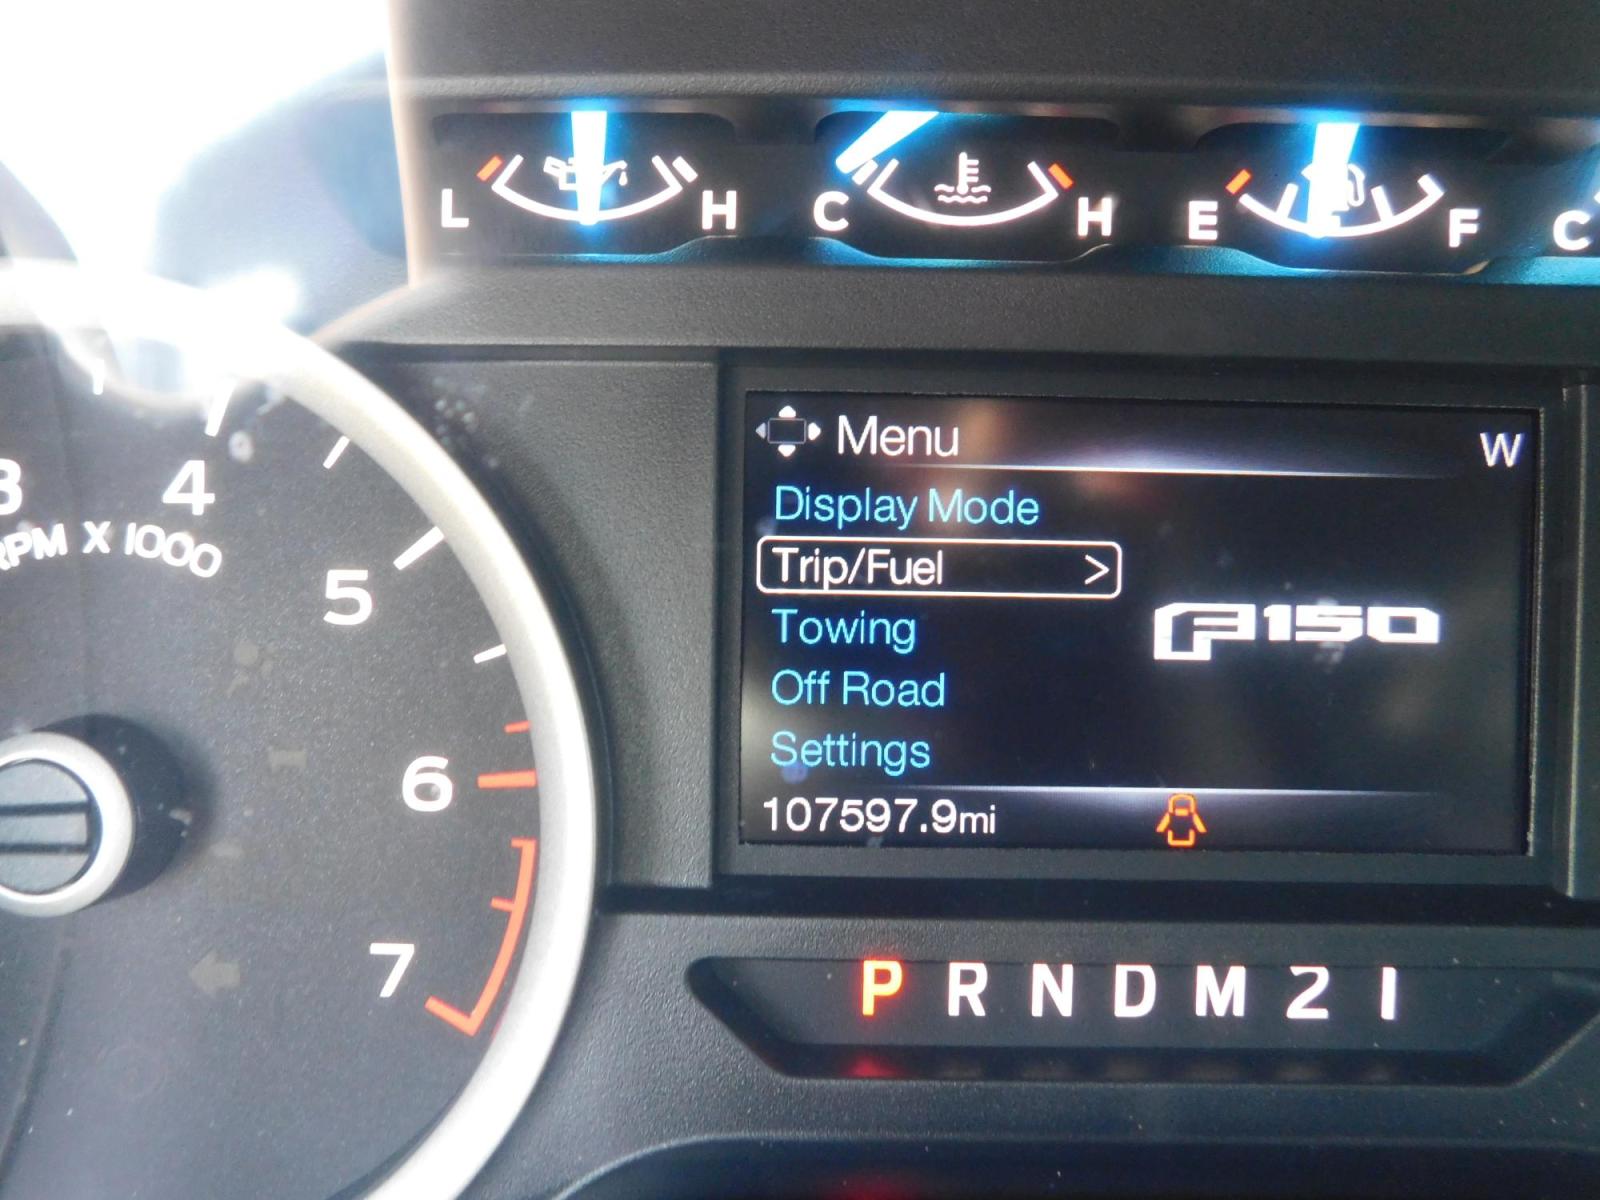 L H C H E F C
Menu W
Display Mode
Trip/Fuel >
Towing
Off Road
Settings
F150
107597.9mi
3 4 5 6 7
RPM X 1000
P R N D M 2 1